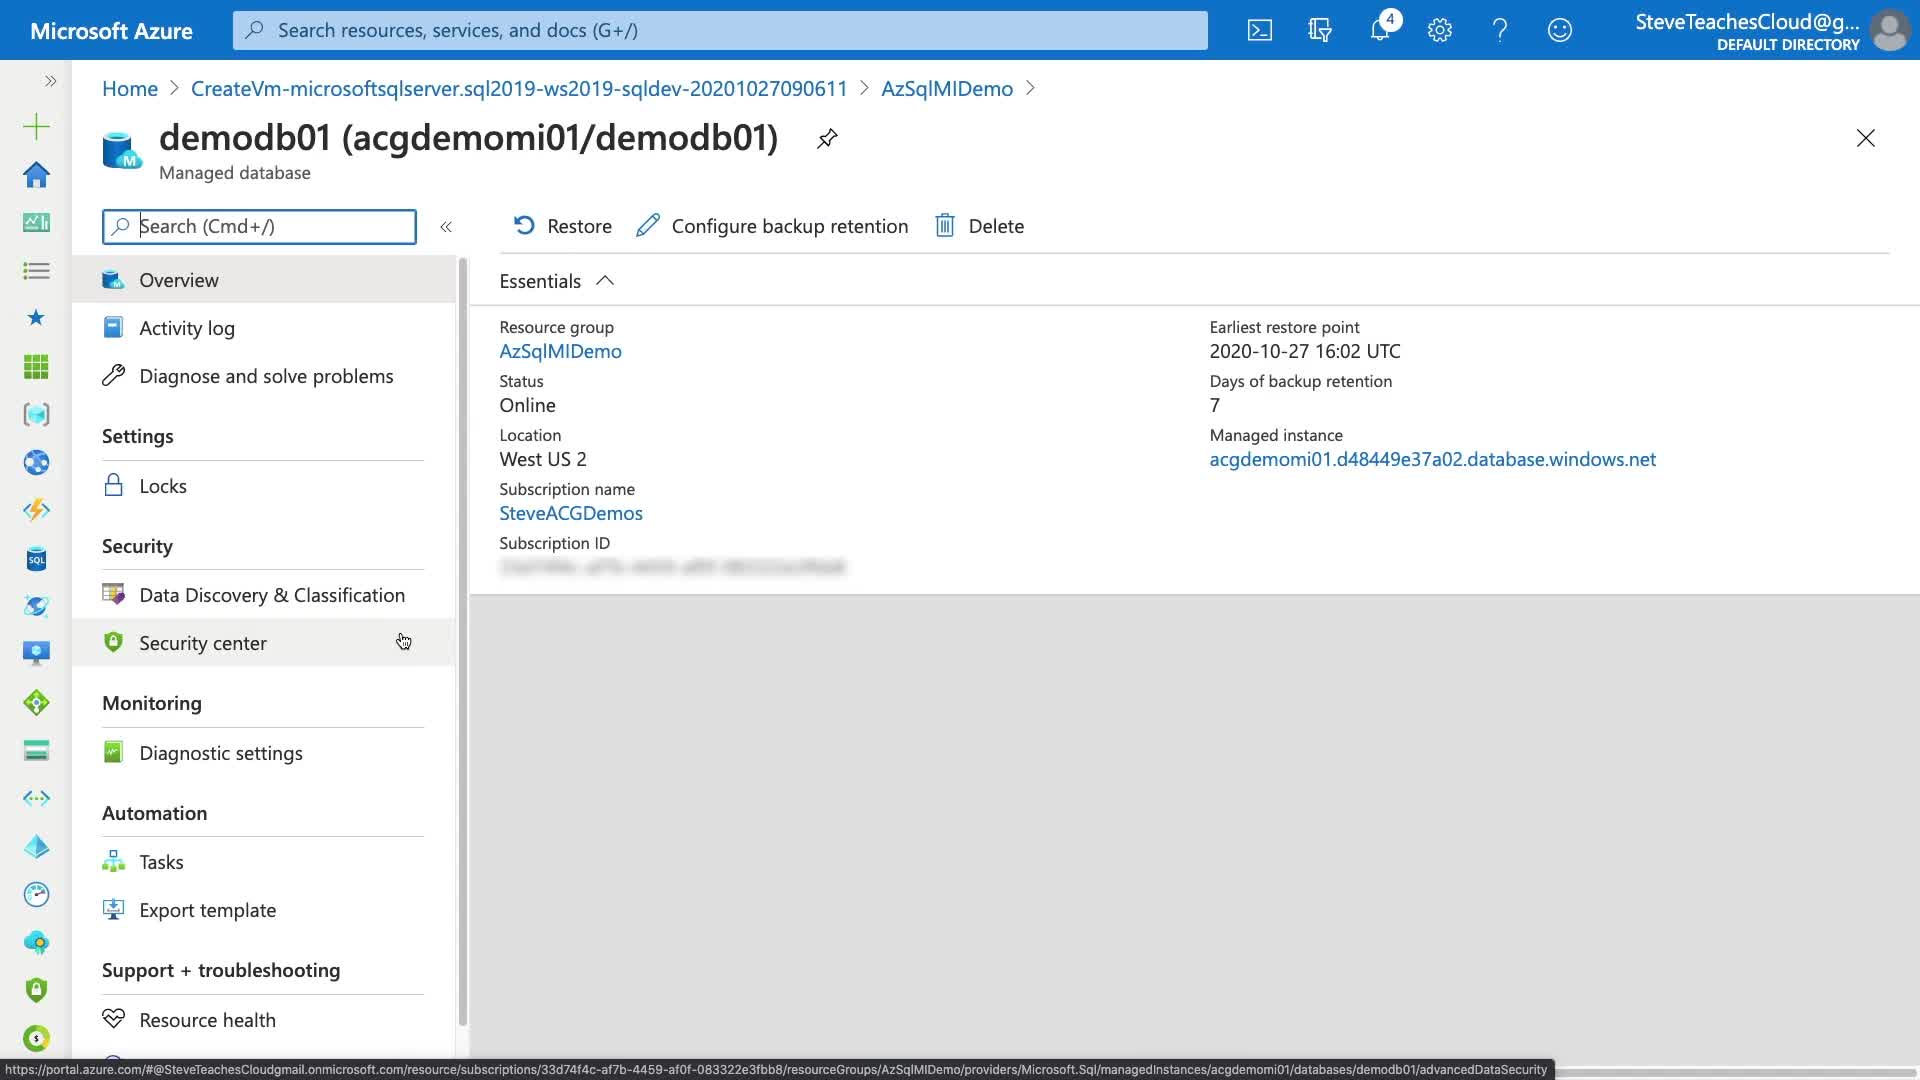 Microsoft Azure
Search resources, services, and docs (G+/)
4
SteveTeachesCloud@g...
DEFAULT DIRECTORY
Home > CreateVm-microsoftsqlserver.sql2019-ws2019-sqldev-20201027090611 > AzSqlMIDemo >
demodb01 (acgdemomi01/demodb01)
Managed database
Search (Cmd+/)
Restore
Configure backup retention
Delete
Overview
Activity log
Diagnose and solve problems
Settings
Locks
Security
Data Discovery & Classification
Security center
Monitoring
Diagnostic settings
Automation
Tasks
Export template
Support + troubleshooting
Resource health
Essentials
Resource group
AzSqlMIDemo
Status
Online
Location
West US 2
Subscription name
SteveACGDemos
Subscription ID
Earliest restore point
2020-10-27 16:02 UTC
Days of backup retention
7
Managed instance
acgdemomi01.d48449e37a02.database.windows.net
https://portal.azure.com/#@SteveTeachesCloudgmail.onmicrosoft.com/resource/subscriptions/33d74f4c-af7b-4459-af0f-083322e3fbb8/resourceGroups/AzSqlMIDemo/providers/Microsoft.Sql/managedInstances/acgdemomi01/databases/demodb01/advancedDataSecurity